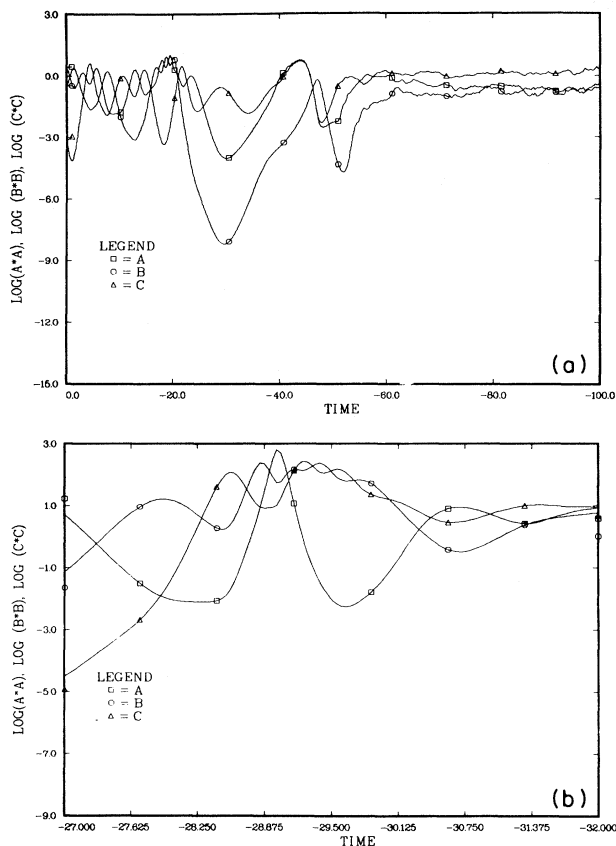 3.0
0.0
-3.0
-6.0
-9.0
-12.0
-15.0
LOG(A*A), LOG (B*B), LOG (C*C)
LEGEND
= A
= B
= C
(a)
0.0 -20.0 -40.0 -60.0 -80.0 -100.0
TIME
3.0
1.0
-1.0
-3.0
-5.0
-7.0
-9.0
LOG(A*A), LOG (B*B), LOG (C*C)
LEGEND
= A
= B
= C
(b)
-27.000 -27.625 -28.250 -28.875 -29.500 -30.125 -30.750 -31.375 -32.000
TIME